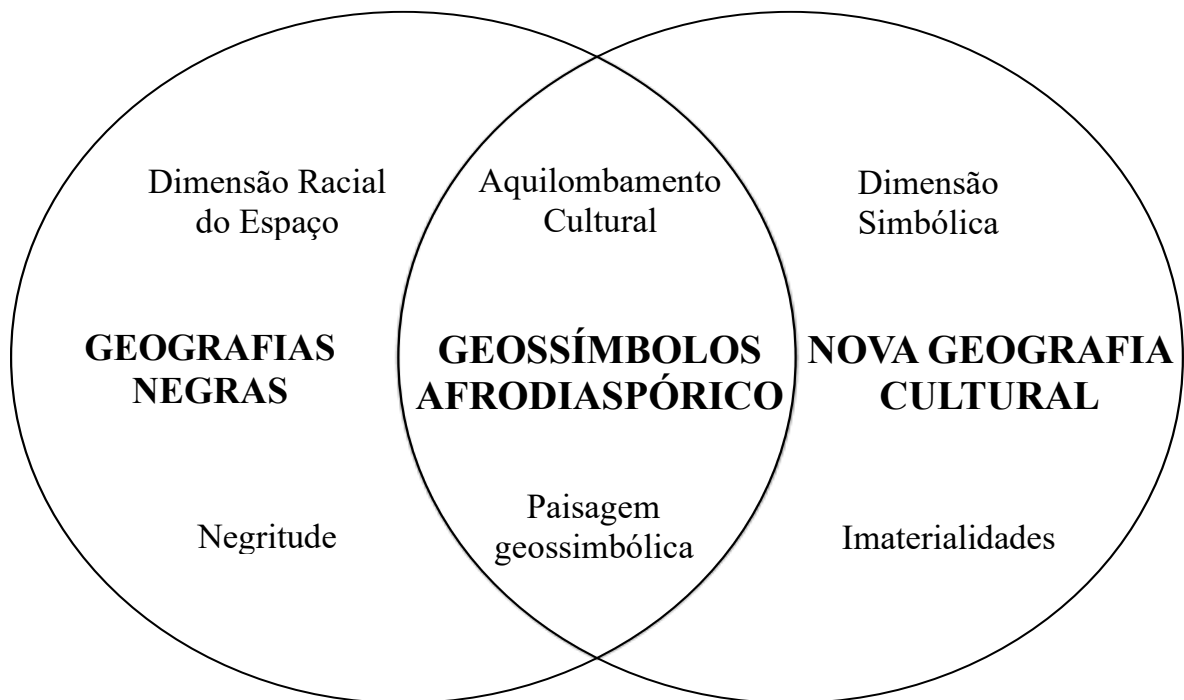 Dimensão Racial
do Espaço
GEOGRAFIAS
NEGRAS
Negritude
Aquilombamento
Cultural
GEOSSÍMBOLOS
AFRODIASPÓRICO
Paisagem
geossimbólica
Dimensão
Simbólica
NOVA GEOGRAFIA
CULTURAL
Imaterialidades